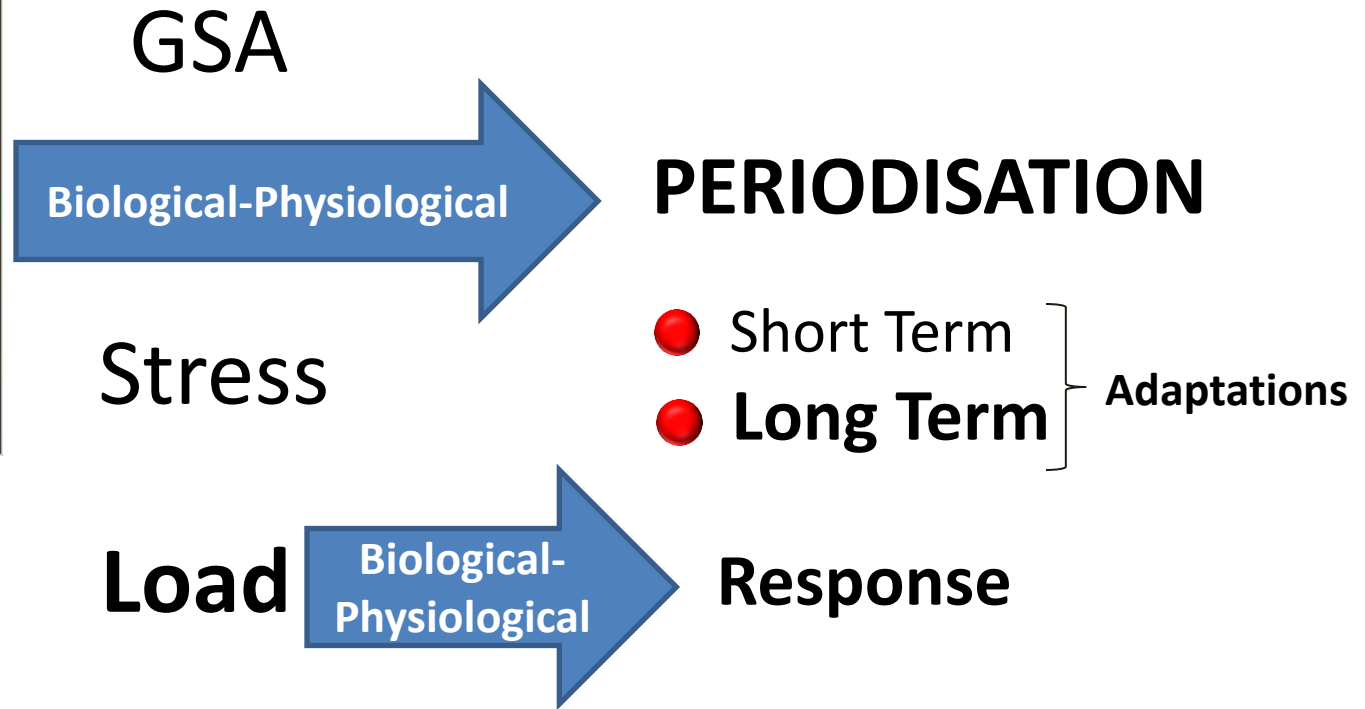 GSA
Biological-Physiological
PERIODISATION
Stress
Short Term
Long Term
Adaptations
Load
Biological-
Physiological
Response